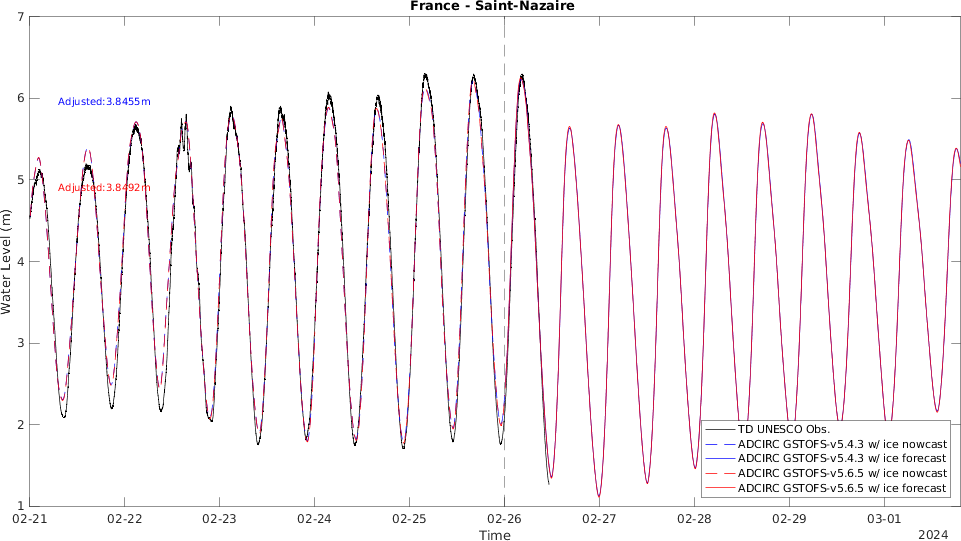 France - Saint-Nazaire
7
6
5
4
3
2
1
Water Level (m)
Adjusted:3.8455m
Adjusted:3.8492m
TD UNESCO Obs.
ADCIRC GSTOFS-v5.4.3 w/ ice nowcast
ADCIRC GSTOFS-v5.4.3 w/ ice forecast
ADCIRC GSTOFS-v5.6.5 w/ ice nowcast
ADCIRC GSTOFS-v5.6.5 w/ ice forecast
02-21 02-22 02-23 02-24 02-25 02-26 02-27 02-28 02-29 03-01
Time
2024